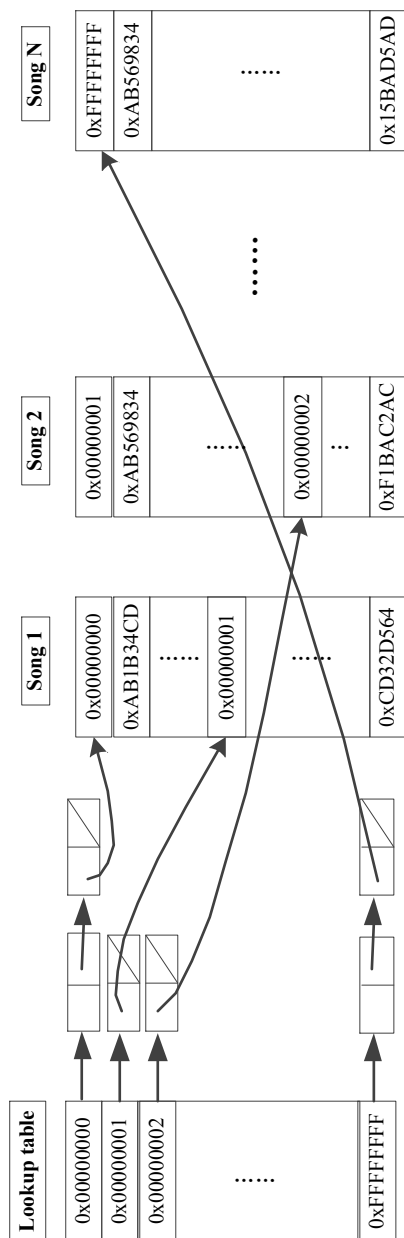 Lookup table
0x00000000
0x00000001
0x00000002
……
0xFFFFFFFF
Song 1
0x00000000
0xAB1B34CD
……
0x00000001
……
0xCD32D564
Song 2
0x00000001
0xAB569834
……
0x00000002
…
0xF1BAC2AC
……
Song N
0xFFFFFFFF
0xAB569834
……
0x15BAD5AD